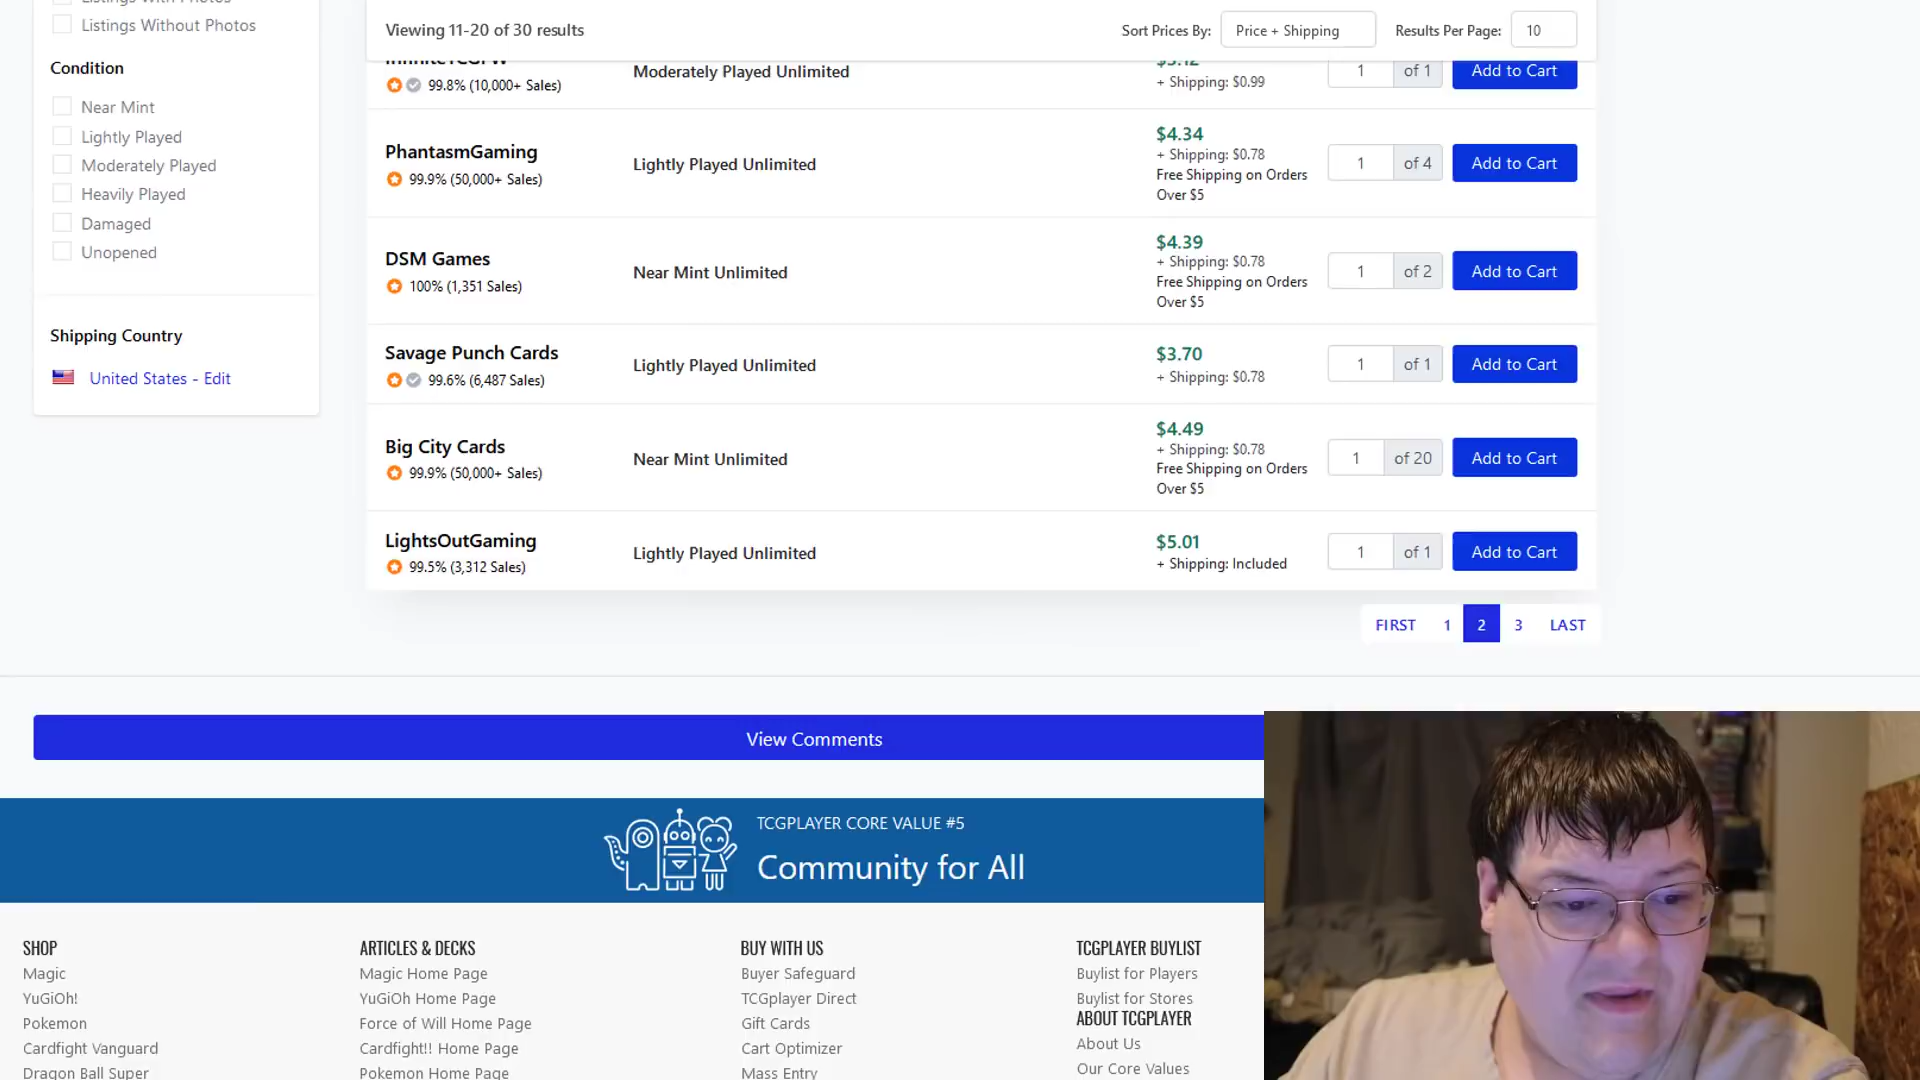 Listings With Photos
Listings Without Photos
Condition
Near Mint
Lightly Played
Moderately Played
Heavily Played
Damaged
Unopened
Shipping Country
United States - Edit
Viewing 11-20 of 30 results
Sort Prices By:
Price + Shipping
Results Per Page:
10
InfiniteTCGFW
99.8% (10,000+ Sales)
Moderately Played Unlimited
+ Shipping: $0.99
1
of 1
Add to Cart
PhantasmGaming
99.9% (50,000+ Sales)
Lightly Played Unlimited
$4.34
+ Shipping: $0.78
Free Shipping on Orders
Over $5
1
of 4
Add to Cart
DSM Games
100% (1,351 Sales)
Near Mint Unlimited
$4.39
+ Shipping: $0.78
Free Shipping on Orders
Over $5
1
of 2
Add to Cart
Savage Punch Cards
99.6% (6,487 Sales)
Lightly Played Unlimited
$3.70
+ Shipping: $0.78
1
of 1
Add to Cart
Big City Cards
99.9% (50,000+ Sales)
Near Mint Unlimited
$4.49
+ Shipping: $0.78
Free Shipping on Orders
Over $5
1
of 20
Add to Cart
LightsOutGaming
99.5% (3,312 Sales)
Lightly Played Unlimited
$5.01
+ Shipping: Included
1
of 1
Add to Cart
FIRST 1 2 3 LAST
View Comments
TCGPLAYER CORE VALUE #5
Community for All
SHOP
Magic
YuGiOh!
Pokemon
Cardfight Vanguard
Dragon Ball Super
ARTICLES & DECKS
Magic Home Page
YuGiOh Home Page
Force of Will Home Page
Cardfight!! Home Page
Pokemon Home Page
BUY WITH US
Buyer Safeguard
TCGplayer Direct
Gift Cards
Cart Optimizer
Mass Entry
TCGPLAYER BUYLIST
Buylist for Players
Buylist for Stores
ABOUT TCGPLAYER
About Us
Our Core Values